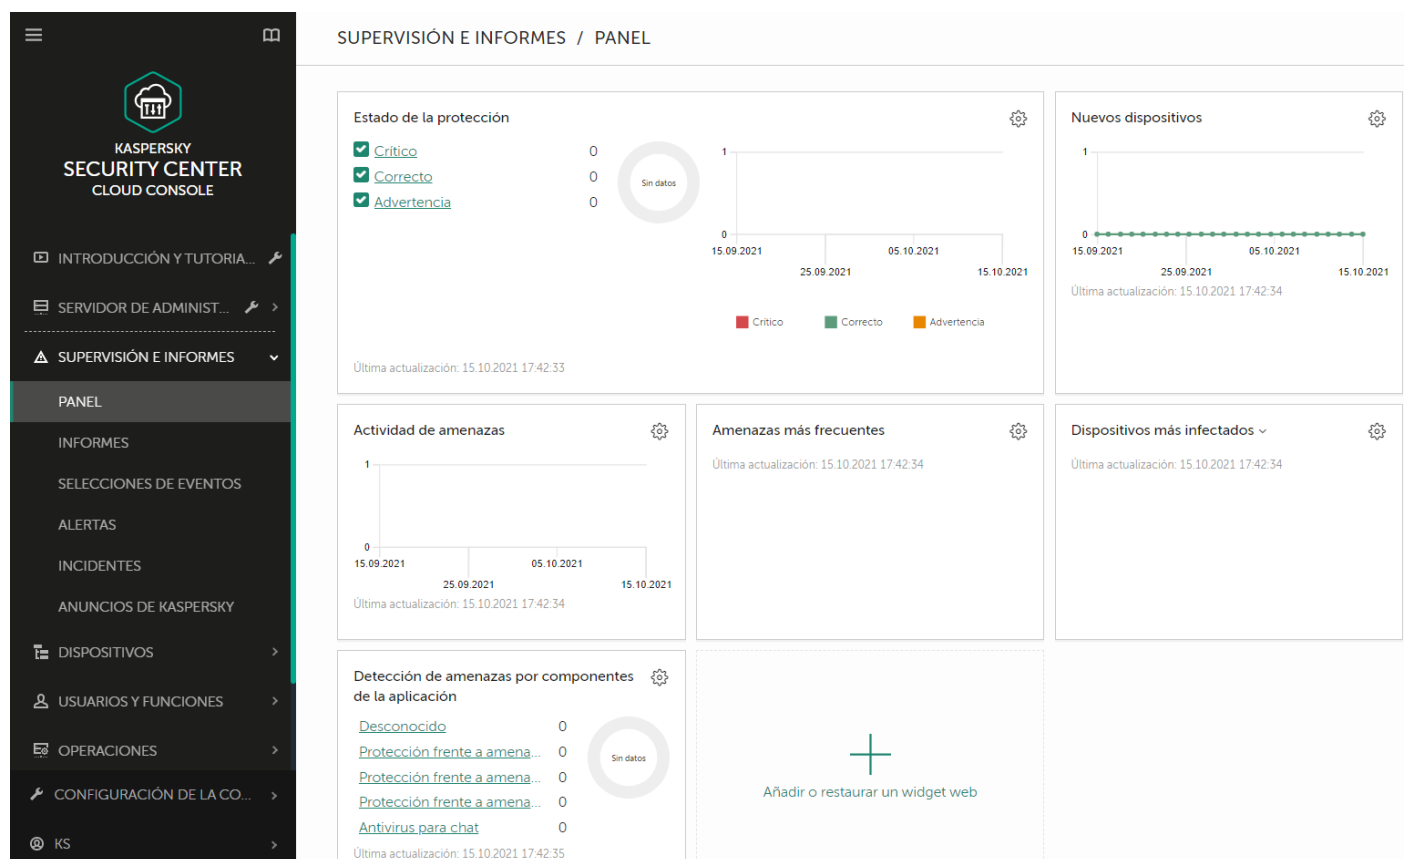 KASPERSKY
SECURITY CENTER
CLOUD CONSOLE
INTRODUCCIÓN Y TUTORIA...
SERVIDOR DE ADMINIST...
SUPERVISIÓN E INFORMES
PANEL
INFORMES
SELECCIONES DE EVENTOS
ALERTAS
INCIDENTES
ANUNCIOS DE KASPERSKY
DISPOSITIVOS
USUARIOS Y FUNCIONES
OPERACIONES
CONFIGURACIÓN DE LA CO...
KS
SUPERVISIÓN E INFORMES / PANEL
Estado de la protección
Crítico 0
Correcto 0
Advertencia 0
Sin datos
1
0
15.09.2021 05.10.2021
25.09.2021 15.10.2021
Crítico Correcto Advertencia
Última actualización: 15.10.2021 17:42:33
Nuevos dispositivos
1
0
15.09.2021 05.10.2021
25.09.2021 15.10.2021
Última actualización: 15.10.2021 17:42:34
Actividad de amenazas
1
0
15.09.2021 05.10.2021
25.09.2021 15.10.2021
Última actualización: 15.10.2021 17:42:34
Amenazas más frecuentes
Última actualización: 15.10.2021 17:42:34
Dispositivos más infectados
Última actualización: 15.10.2021 17:42:34
Detección de amenazas por componentes
de la aplicación
Desconocido 0
Protección frente a amena... 0
Protección frente a amena... 0
Protección frente a amena... 0
Antivirus para chat 0
Sin datos
Última actualización: 15.10.2021 17:42:35
Añadir o restaurar un widget web